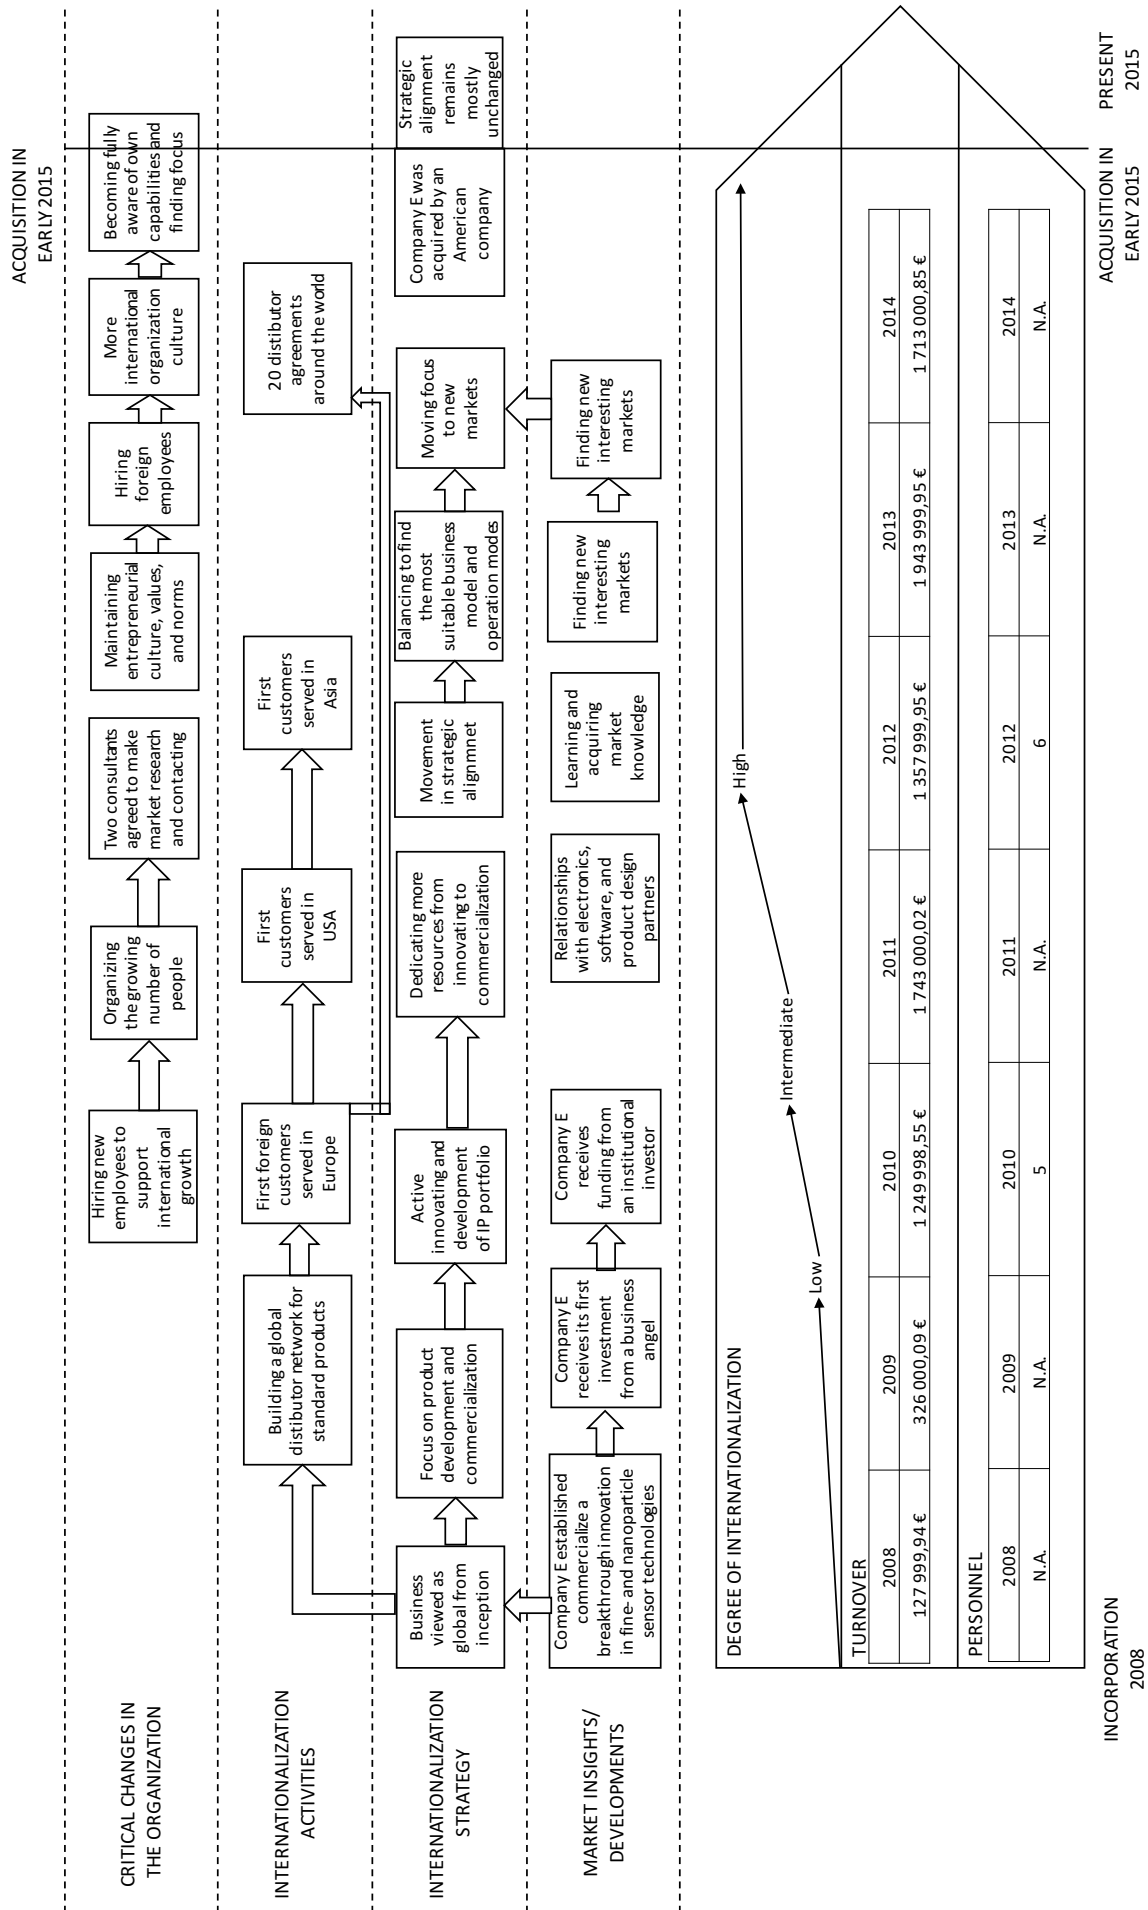 ACQUISITION IN
EARLY 2015
CRITICAL CHANGES IN
THE ORGANIZATION
Hiring new
employees to
support
international
growth
Organizing
the growing
number of
people
Two consultants
agreed to make
market research
and contacting
Maintaining
entrepreneurial
culture, values,
and norms
Hiring
foreign
employees
More
international
organization
culture
Becoming fully
aware of own
capabilities and
finding focus
INTERNATIONALIZATION
ACTIVITIES
Building a global
distibutor network for
standard products
First foreign
customers
served in
Europe
First
customers
served in
USA
First
customers
served in
Asia
20 distibutor
agreements
around the world
INTERNATIONALIZATION
STRATEGY
Business
viewed as
global from
inception
Focus on product
development and
commercialization
Active
innovating and
development
of IP portfolio
Dedicating more
resources from
innovating to
commercialization
Movement
in strategic
alignmnet
Balancing to find
the most
suitable business
model and
operation modes
Moving focus
to new
markets
Company E was
acquired by an
American
company
Strategic
alignment
remains
mostly
unchanged
MARKET INSIGHTS/
DEVELOPMENTS
Company E established
commercialize a
breakthrough innovation
in fine- and nanoparticle
sensor technologies
Company E
receives its first
investment
from a business
angel
Company E
receives
funding from
an institutional
investor
Relationships
with electronics,
software, and
product design
partners
Learning and
acquiring
market
knowledge
Finding new
interesting
markets
Finding new
interesting
markets
DEGREE OF INTERNATIONALIZATION
Low
Intermediate
High
TURNOVER
2008 2009 2010 2011 2012 2013 2014
127 999,94 € 326 000,09 € 1 249 998,55 € 1 743 000,02 € 1 357 999,95 € 1 943 999,95 € 1 713 000,85 €
PERSONNEL
2008 2009 2010 2011 2012 2013 2014
N.A. N.A. 5 N.A. 6 N.A. N.A.
INCORPORATION
2008
ACQUISITION IN
EARLY 2015
PRESENT
2015